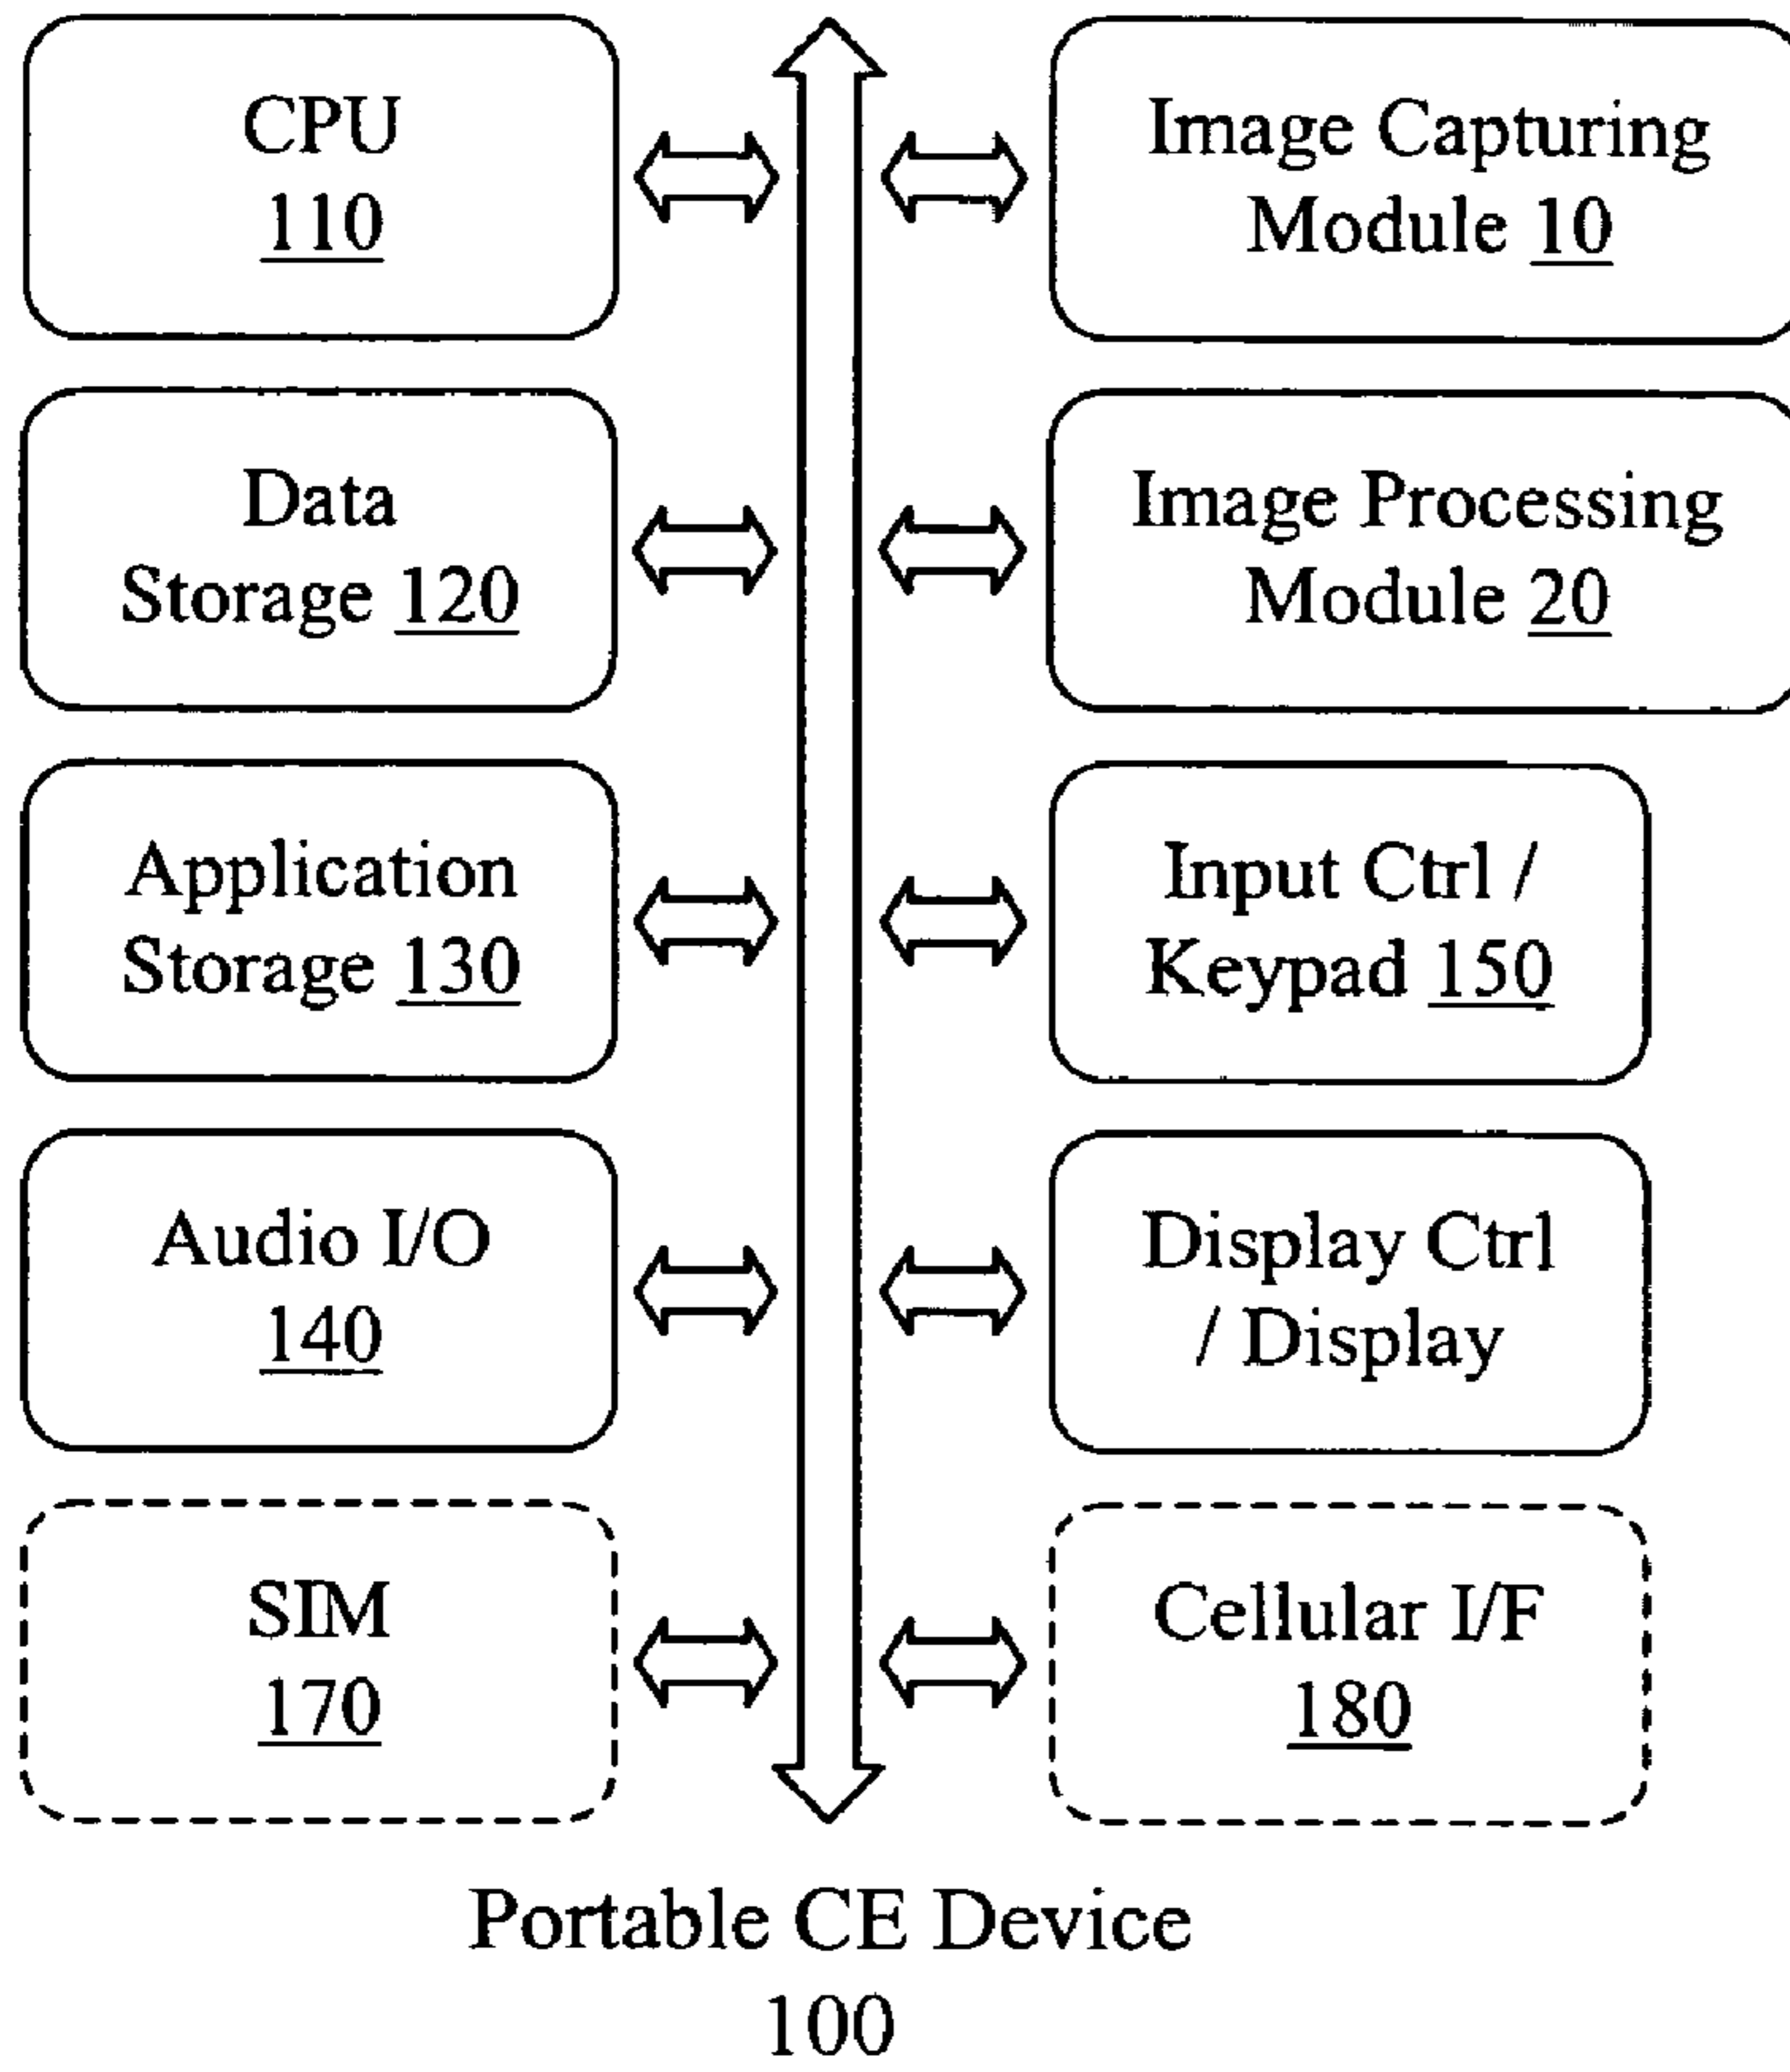 CPU
110
Image Capturing
Module 10
Data
Storage 120
Image Processing
Module 20
Application
Storage 130
Input Ctrl /
Keypad 150
Audio I/O
140
Display Ctrl
/ Display
SIM
170
Cellular I/F
180
Portable CE Device
100